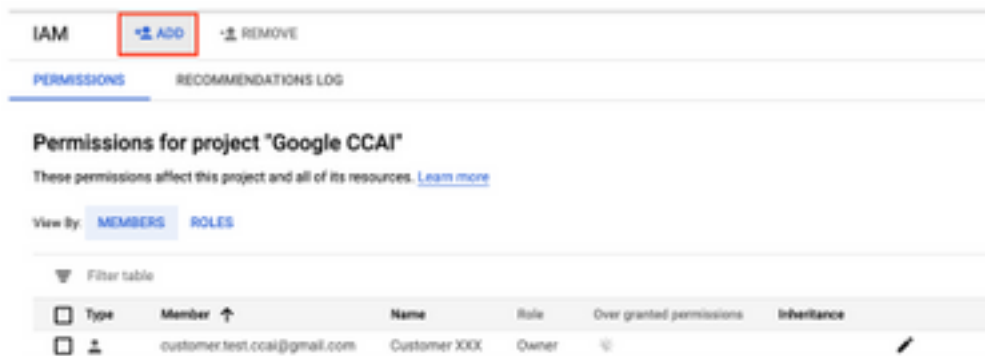 IAM ADD REMOVE
PERMISSIONS RECOMMENDATIONS LOG
Permissions for project "Google CCAI"
These permissions affect this project and all of its resources. Learn more
View By: MEMBERS ROLES
Filter table
Type Member Name Role Over granted permissions Inheritance
customer.test.ccai@gmail.com Customer XXX Owner